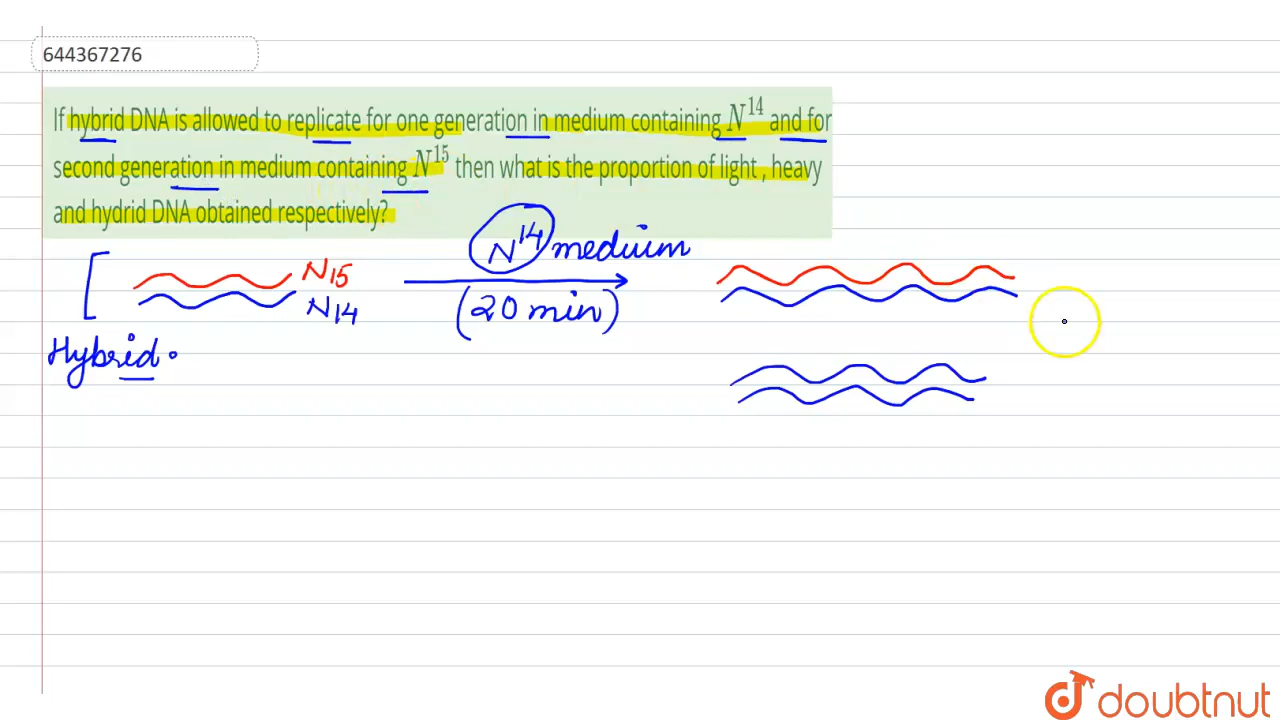 644367276
If hybrid DNA is allowed to replicate for one generation in medium containing N^14 and for
second generation in medium containing N^15 then what is the proportion of light , heavy
and hydrid DNA obtained respectively?
N14 medium
N15
N14
(20 min)
Hybrid.
doubtnut